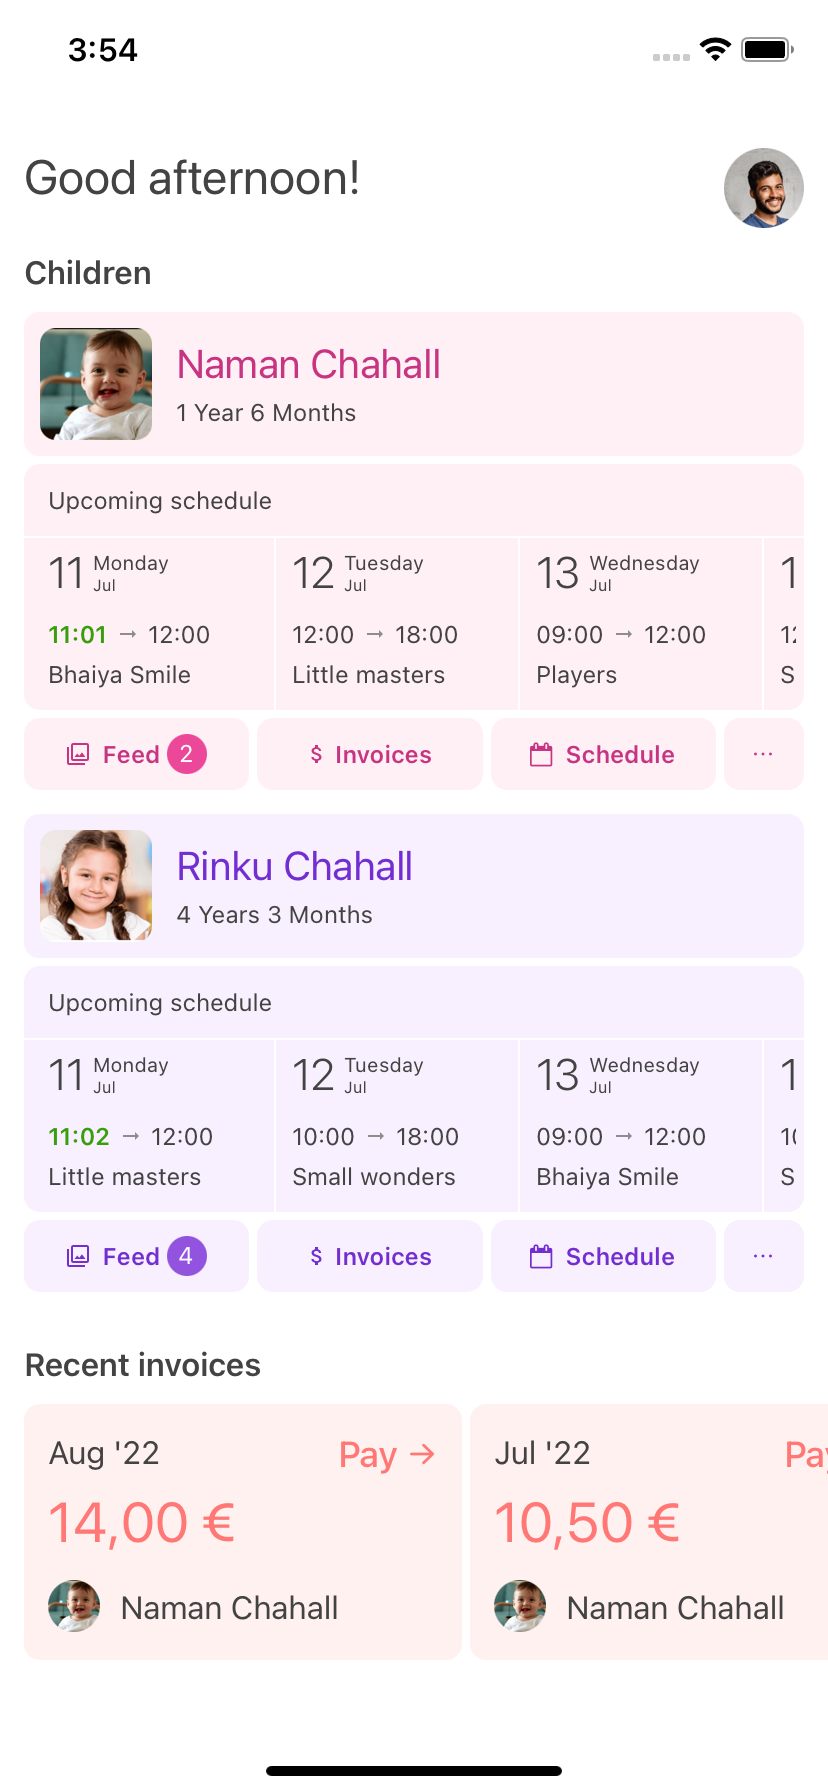 3:54
Good afternoon!
Children
Naman Chahall
1 Year 6 Months
Upcoming schedule
11 Monday Jul
11:01 → 12:00
Bhaiya Smile
12 Tuesday Jul
12:00 → 18:00
Little masters
13 Wednesday Jul
09:00 → 12:00
Players
1
12
S
Feed 2
$ Invoices
Schedule
...
Rinku Chahall
4 Years 3 Months
Upcoming schedule
11 Monday Jul
11:02 → 12:00
Little masters
12 Tuesday Jul
10:00 → 18:00
Small wonders
13 Wednesday Jul
09:00 → 12:00
Bhaiya Smile
1
10
S
Feed 4
$ Invoices
Schedule
...
Recent invoices
Aug '22
Pay →
14,00 €
Naman Chahall
Jul '22
Pay
10,50 €
Naman Chahall